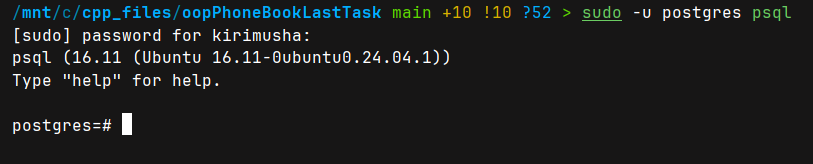 /mnt/c/cpp_files/oopPhoneBookLastTask main +10 !10 ?52 > sudo -u postgres psql
[sudo] password for kirimusha:
psql (16.11 (Ubuntu 16.11-0ubuntu0.24.04.1))
Type "help" for help.
postgres=#